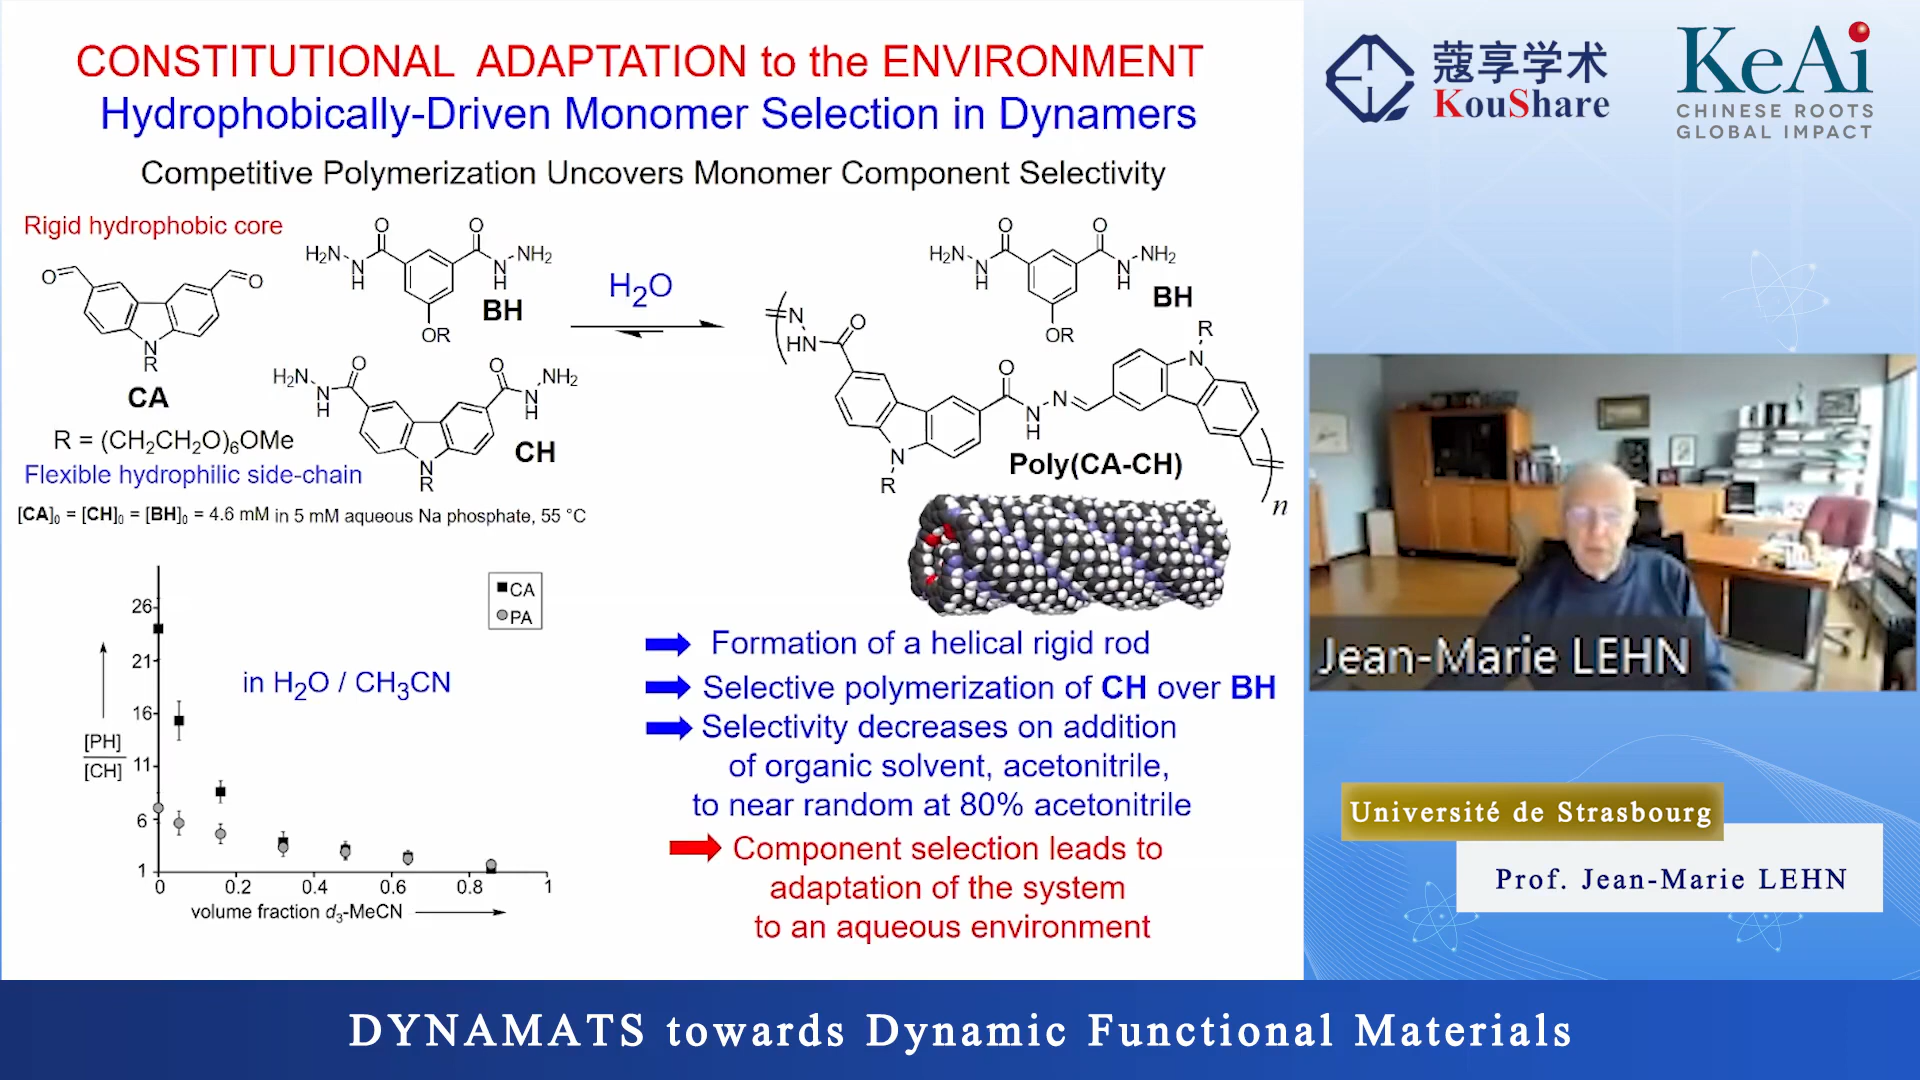 CONSTITUTIONAL ADAPTATION to the ENVIRONMENT
Hydrophobically-Driven Monomer Selection in Dynamers
Competitive Polymerization Uncovers Monomer Component Selectivity
Rigid hydrophobic core
O
O
N
R
CA
R = (CH₂CH₂O)₆OMe
Flexible hydrophilic side-chain
O
O
H₂N
N
H
N
H
NH₂
OR
BH
O
O
H₂N
N
H
N
H
NH₂
N
R
CH
H₂O
O
O
H₂N
N
H
N
H
NH₂
OR
BH
N
HN
O
O
N
H
N
N
R
N
R
n
Poly(CA-CH)
[CA]₀ = [CH]₀ = [BH]₀ = 4.6 mM in 5 mM aqueous Na phosphate, 55 °C
CA
PA
in H₂O / CH₃CN
26
21
16
11
6
1
[PH]
[CH]
0
0.2
0.4
0.6
0.8
1
volume fraction d₃-MeCN
Formation of a helical rigid rod
Selective polymerization of CH over BH
Selectivity decreases on addition
of organic solvent, acetonitrile,
to near random at 80% acetonitrile
Component selection leads to
adaptation of the system
to an aqueous environment
蔻享学术
KouShare
KeAi
CHINESE ROOTS
GLOBAL IMPACT
Jean-Marie LEHN
Université de Strasbourg
Prof. Jean-Marie LEHN
DYNAMATS towards Dynamic Functional Materials